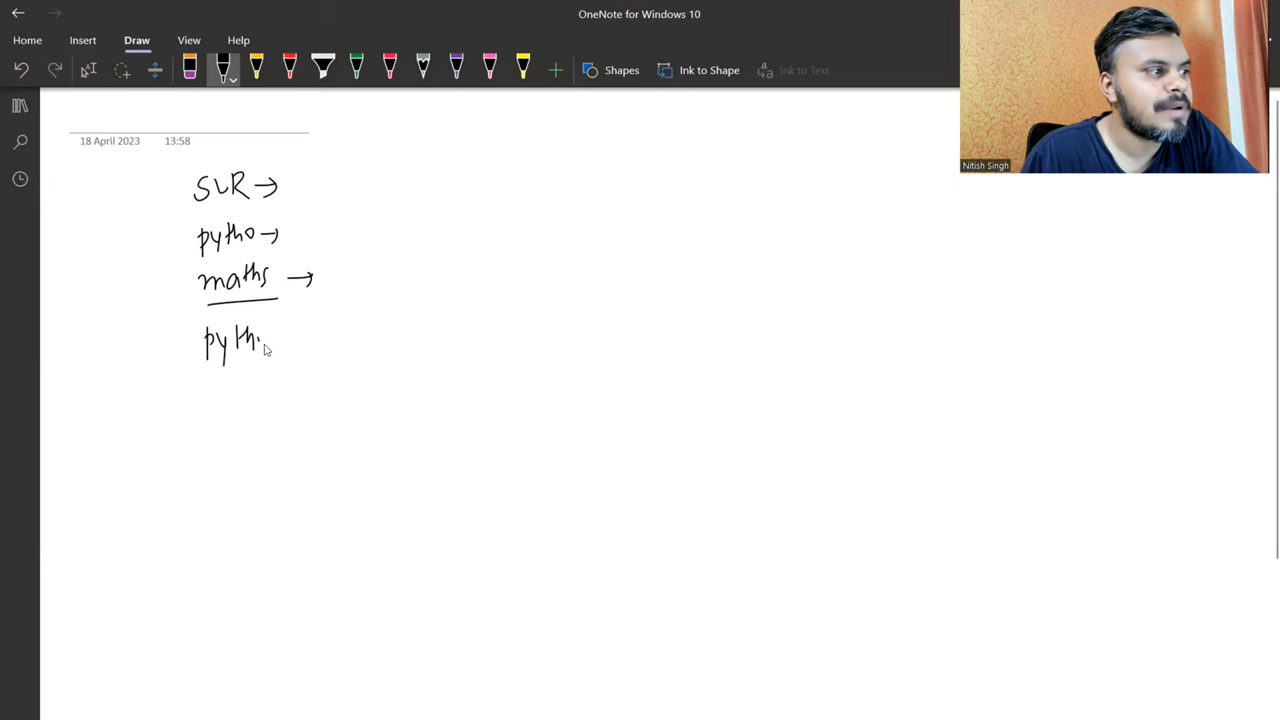 OneNote for Windows 10
Home Insert Draw View Help
Shapes Ink to Shape Ink to Text
18 April 2023 13:58
SLR →
pytho →
maths →
pyth
Nitish Singh